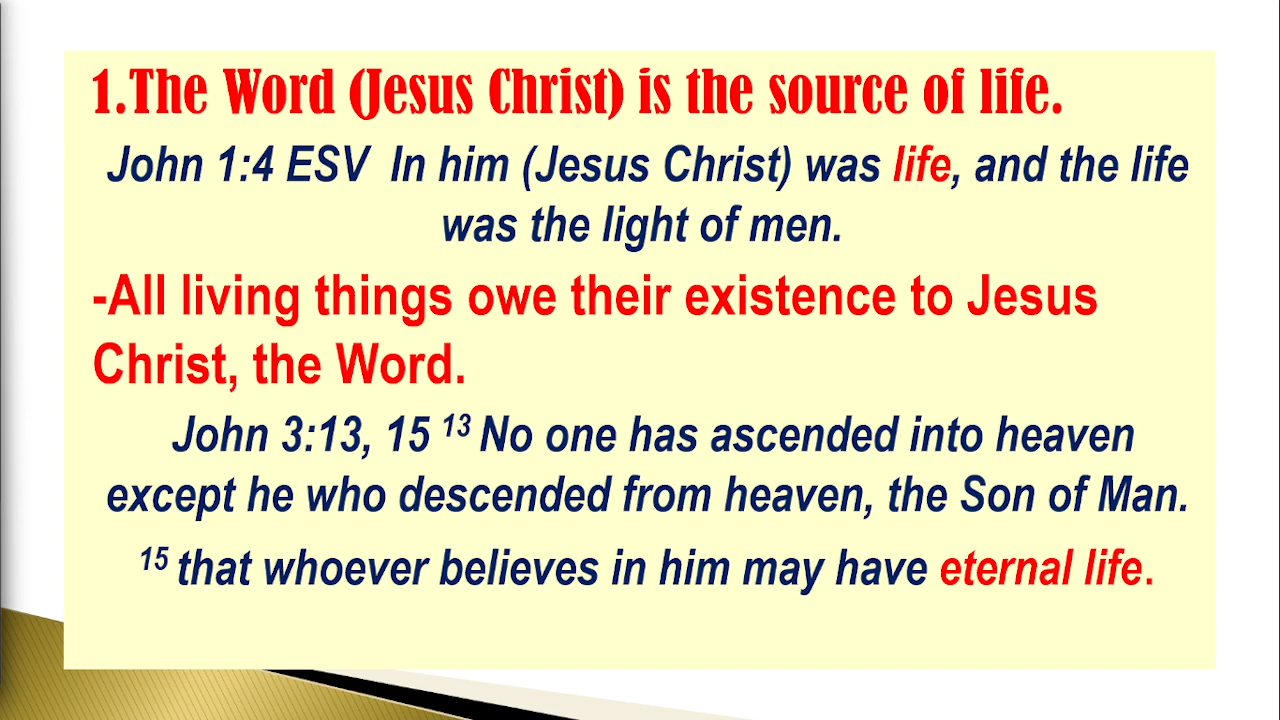 1.The Word (Jesus Christ) is the source of life.
John 1:4 ESV  In him (Jesus Christ) was life, and the life
was the light of men.
-All living things owe their existence to Jesus
Christ, the Word.
John 3:13, 15 13 No one has ascended into heaven
except he who descended from heaven, the Son of Man.
15 that whoever believes in him may have eternal life.